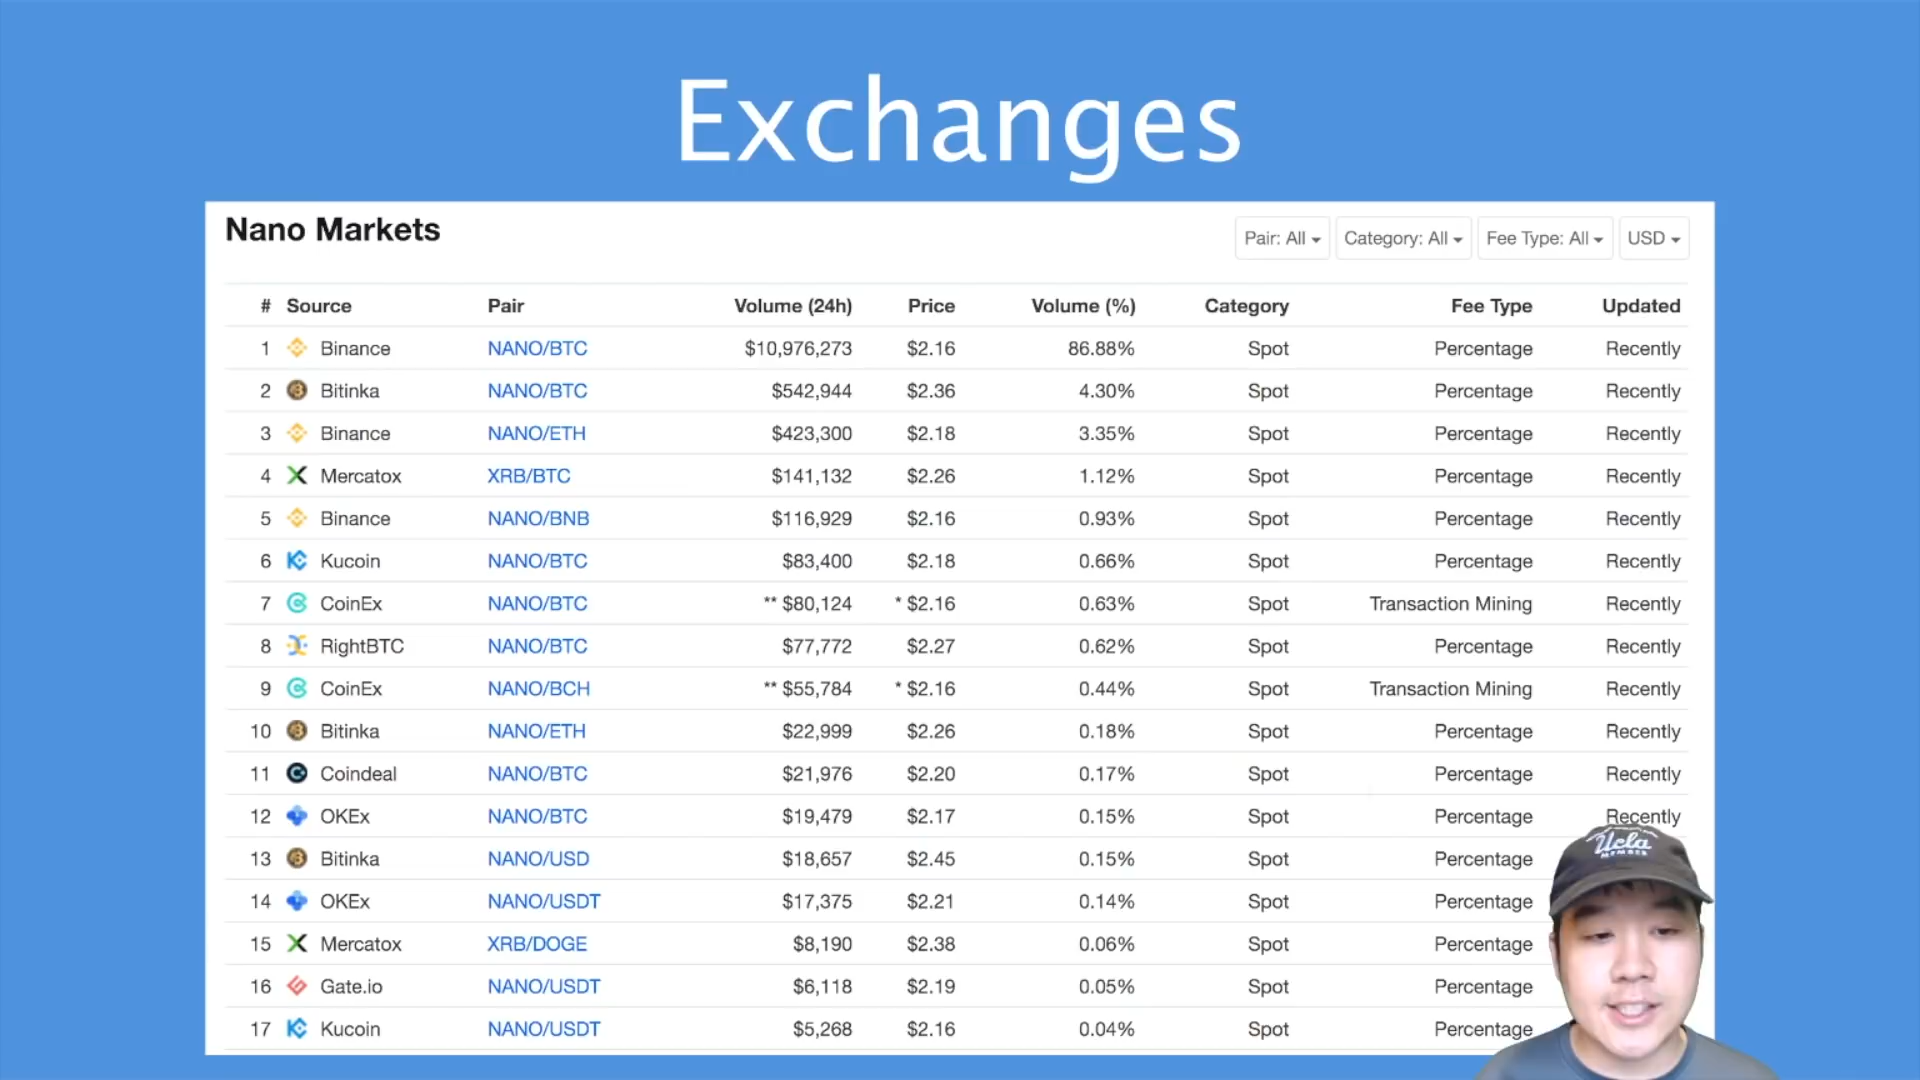 Exchanges
Nano Markets
Pair: All Category: All Fee Type: All USD
# Source Pair Volume (24h) Price Volume (%) Category Fee Type Updated
1 Binance NANO/BTC $10,976,273 $2.16 86.88% Spot Percentage Recently
2 Bitinka NANO/BTC $542,944 $2.36 4.30% Spot Percentage Recently
3 Binance NANO/ETH $423,300 $2.18 3.35% Spot Percentage Recently
4 Mercatox XRB/BTC $141,132 $2.26 1.12% Spot Percentage Recently
5 Binance NANO/BNB $116,929 $2.16 0.93% Spot Percentage Recently
6 Kucoin NANO/BTC $83,400 $2.18 0.66% Spot Percentage Recently
7 CoinEx NANO/BTC ** $80,124 * $2.16 0.63% Spot Transaction Mining Recently
8 RightBTC NANO/BTC $77,772 $2.27 0.62% Spot Percentage Recently
9 CoinEx NANO/BCH ** $55,784 * $2.16 0.44% Spot Transaction Mining Recently
10 Bitinka NANO/ETH $22,999 $2.26 0.18% Spot Percentage Recently
11 Coindeal NANO/BTC $21,976 $2.20 0.17% Spot Percentage Recently
12 OKEx NANO/BTC $19,479 $2.17 0.15% Spot Percentage Recently
13 Bitinka NANO/USD $18,657 $2.45 0.15% Spot Percentage
14 OKEx NANO/USDT $17,375 $2.21 0.14% Spot Percentage
15 Mercatox XRB/DOGE $8,190 $2.38 0.06% Spot Percentage
16 Gate.io NANO/USDT $6,118 $2.19 0.05% Spot Percentage
17 Kucoin NANO/USDT $5,268 $2.16 0.04% Spot Percentage
Ucla
MEMBER